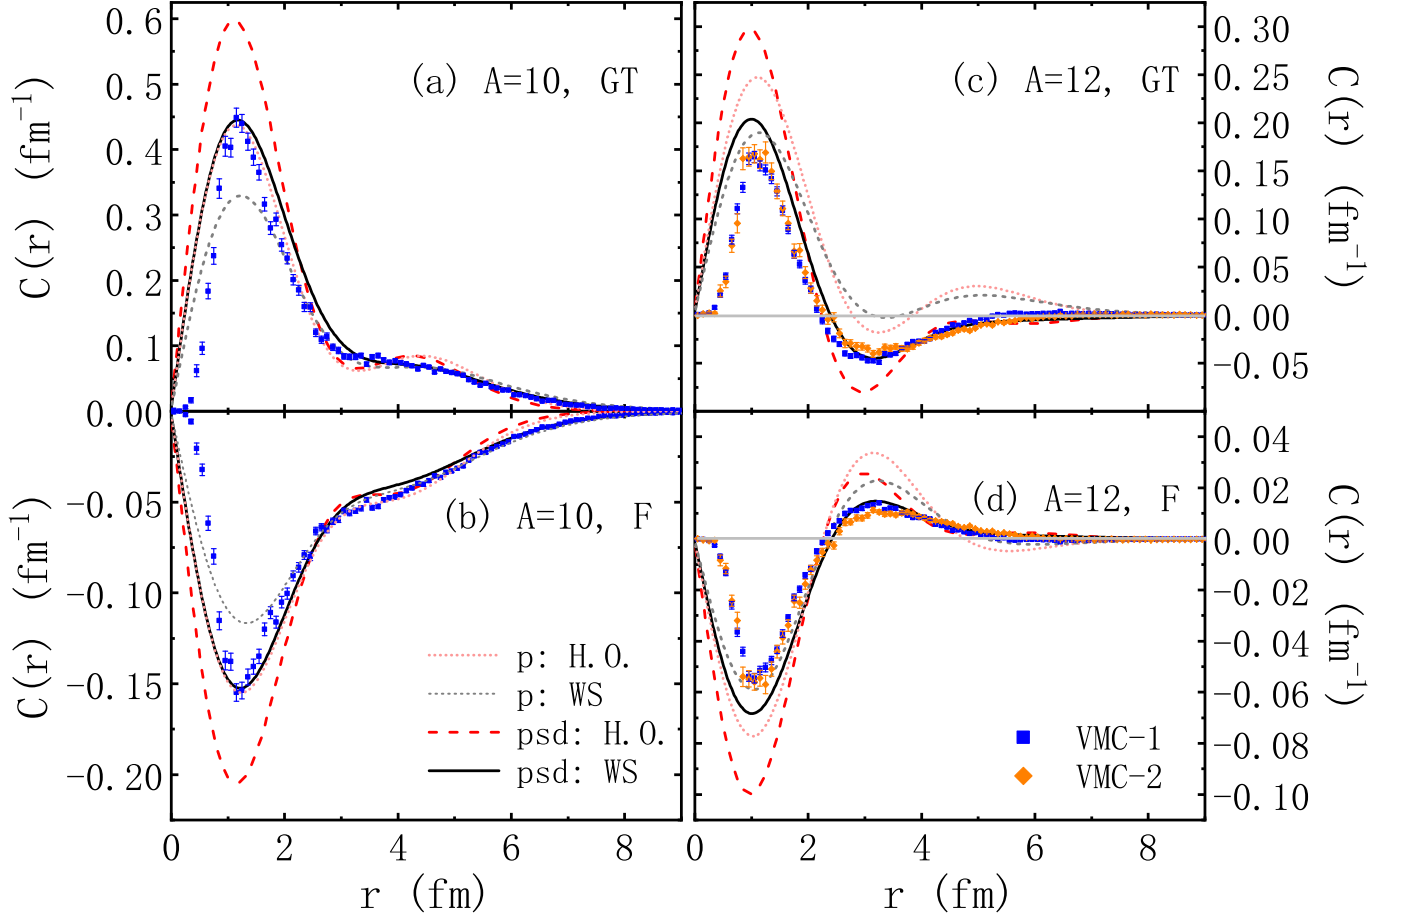 0.6
0.5
0.4
0.3
0.2
0.1
0.00
-0.05
-0.10
-0.15
-0.20
C(r) (fm⁻¹)
C(r) (fm⁻¹)
(a) A=10, GT
(b) A=10, F
p: H.O.
p: WS
psd: H.O.
psd: WS
0 2 4 6 8
r (fm)
(c) A=12, GT
(d) A=12, F
VMC-1
VMC-2
0 2 4 6 8
r (fm)
0.30
0.25
0.20
0.15
0.10
0.05
0.00
-0.05
0.04
0.02
0.00
-0.02
-0.04
-0.06
-0.08
-0.10
C(r) (fm⁻¹)
C(r) (fm⁻¹)